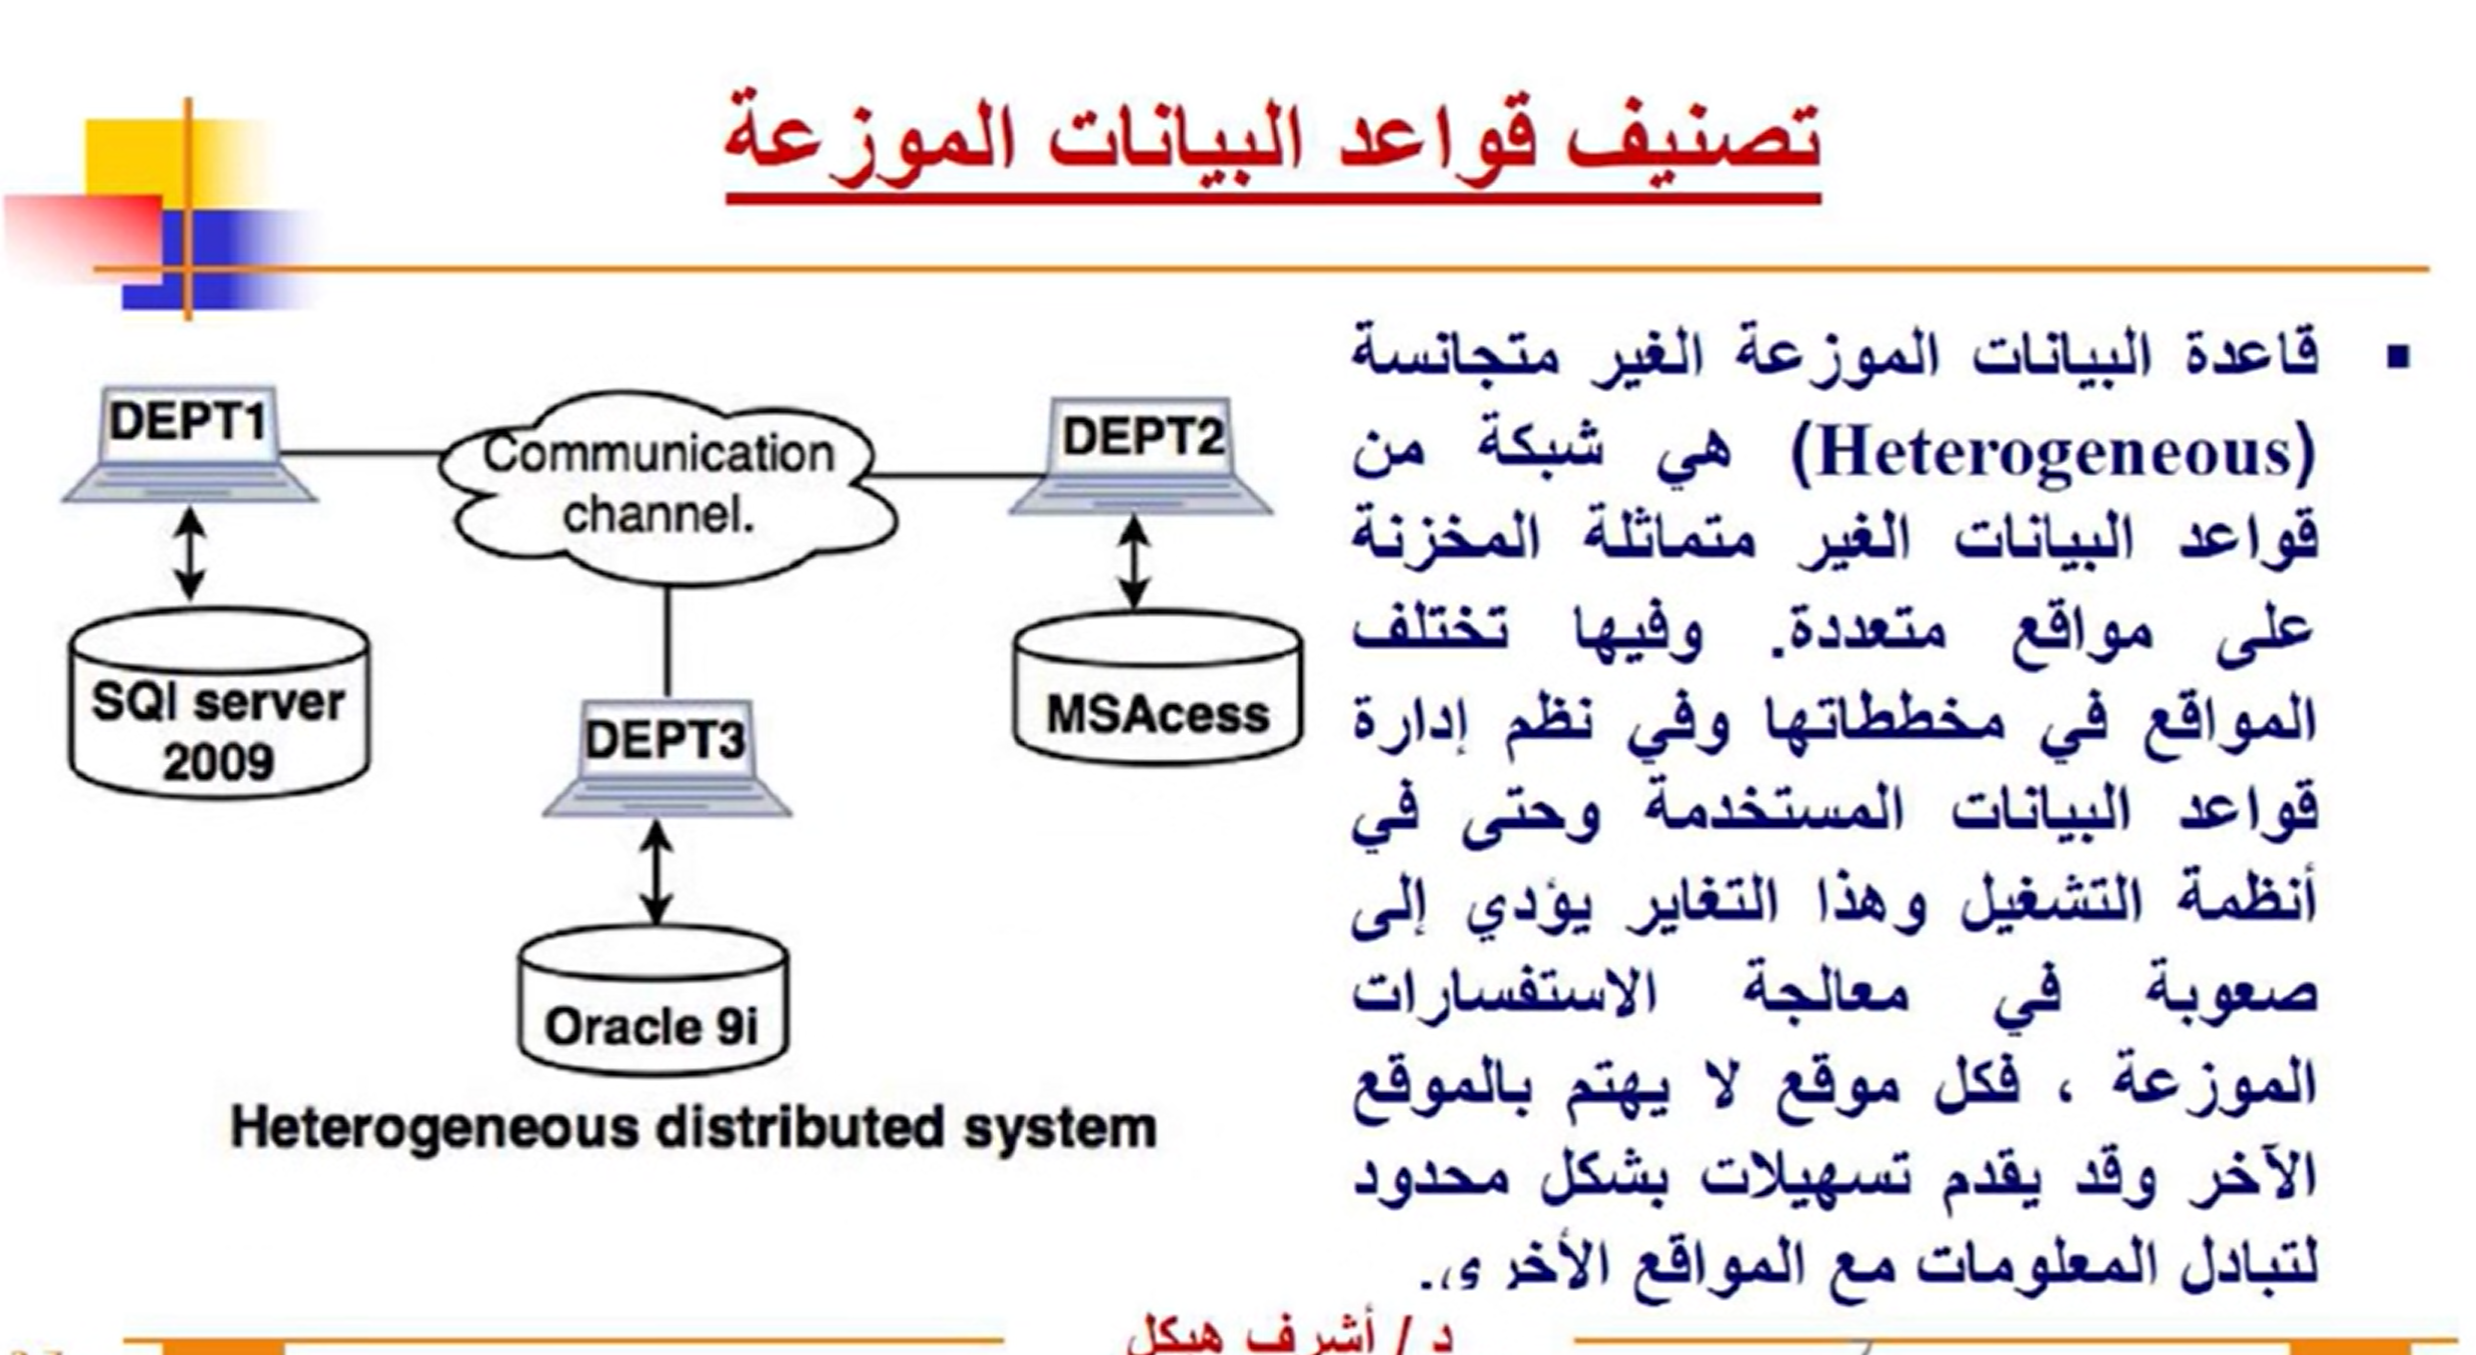 تصنيف قواعد البيانات الموزعة
▪ قاعدة البيانات الموزعة الغير متجانسة
(Heterogeneous) هي شبكة من
قواعد البيانات الغير متماثلة المخزنة
على مواقع متعددة. وفيها تختلف
المواقع في مخططاتها وفي نظم إدارة
قواعد البيانات المستخدمة وحتى في
أنظمة التشغيل وهذا التغاير يؤدي إلى
صعوبة في معالجة الاستفسارات
الموزعة ، فكل موقع لا يهتم بالموقع
الآخر وقد يقدم تسهيلات بشكل محدود
لتبادل المعلومات مع المواقع الأخرى.
DEPT1
Communication
channel.
DEPT2
SQl server
2009
MSAcess
DEPT3
Oracle 9i
Heterogeneous distributed system
د / أشرف هيكل